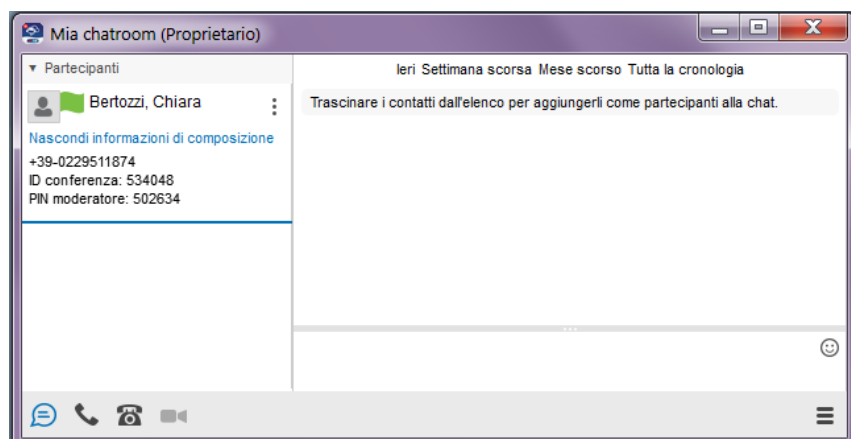 Mia chatroom (Proprietario)
Partecipanti
Bertozzi, Chiara
Nascondi informazioni di composizione
+39-0229511874
ID conferenza: 534048
PIN moderatore: 502634
Ieri Settimana scorsa Mese scorso Tutta la cronologia
Trascinare i contatti dall'elenco per aggiungerli come partecipanti alla chat.